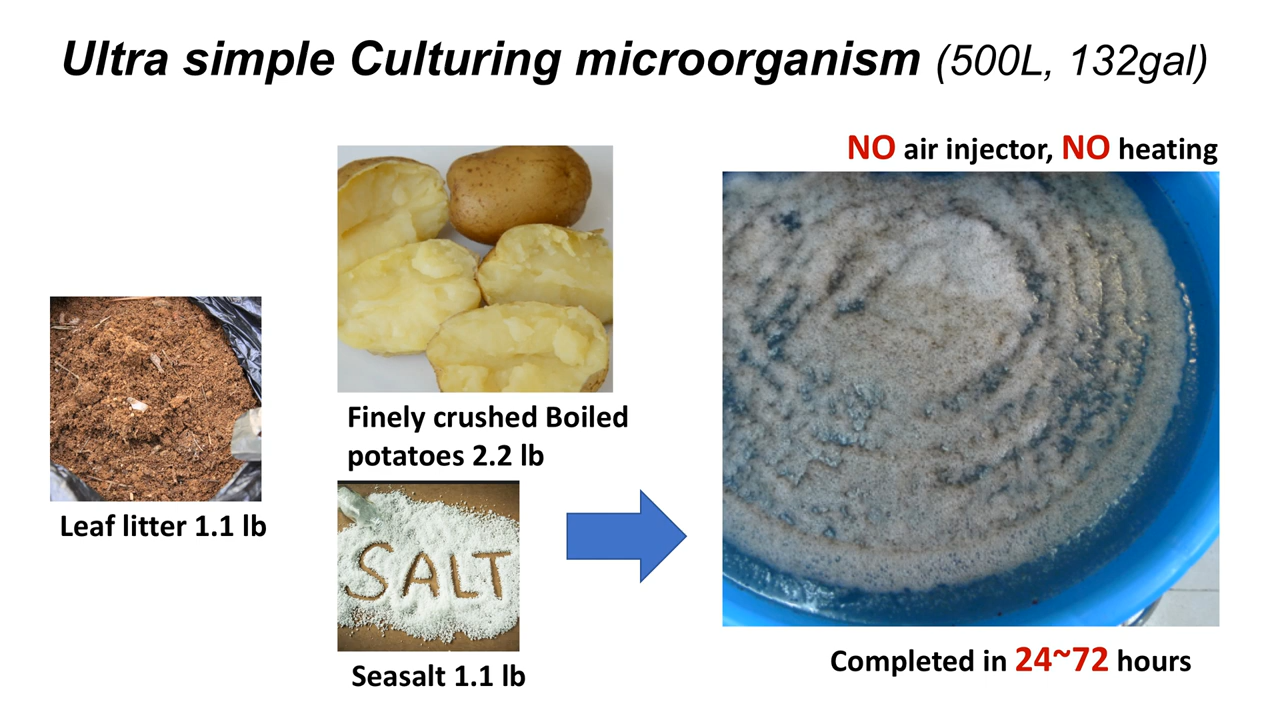 Ultra simple Culturing microorganism (500L, 132gal)
NO air injector, NO heating
Finely crushed Boiled
potatoes 2.2 lb
Leaf litter 1.1 lb
SALT
Seasalt 1.1 lb
Completed in 24~72 hours